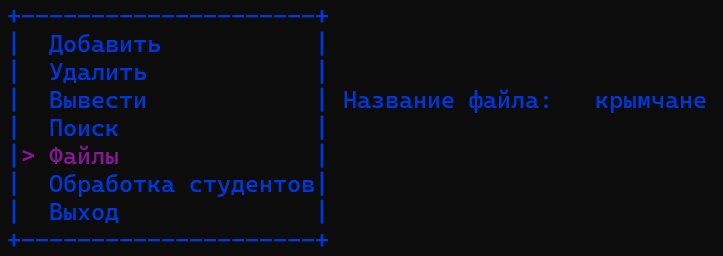 +---------------------+
|  Добавить           |
|  Удалить            |
|  Вывести            | Название файла:   крымчане
|  Поиск              |
|> Файлы              |
|  Обработка студентов|
|  Выход              |
+---------------------+